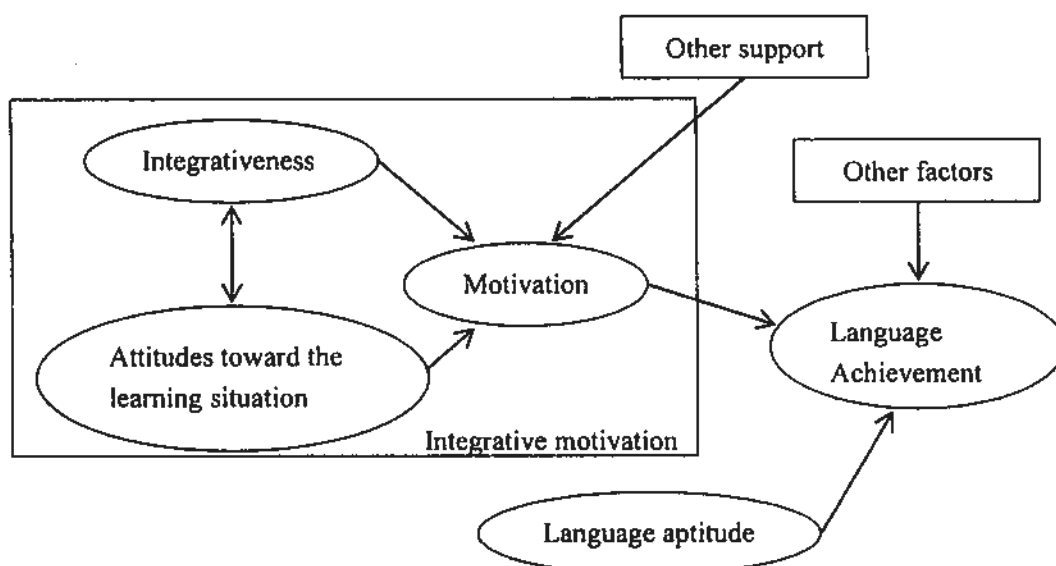 Other support
Integrativeness
Other factors
Motivation
Attitudes toward the
learning situation
Language
Achievement
Integrative motivation
Language aptitude